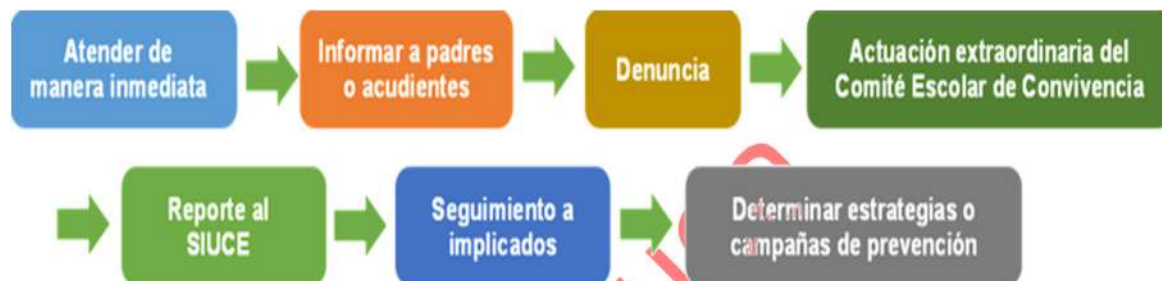 Atender de
manera inmediata
Informar a padres
o acudientes
Denuncia
Actuación extraordinaria del
Comité Escolar de Convivencia
Reporte al
SIUCE
Seguimiento a
implicados
Determinar estrategias o
campañas de prevención